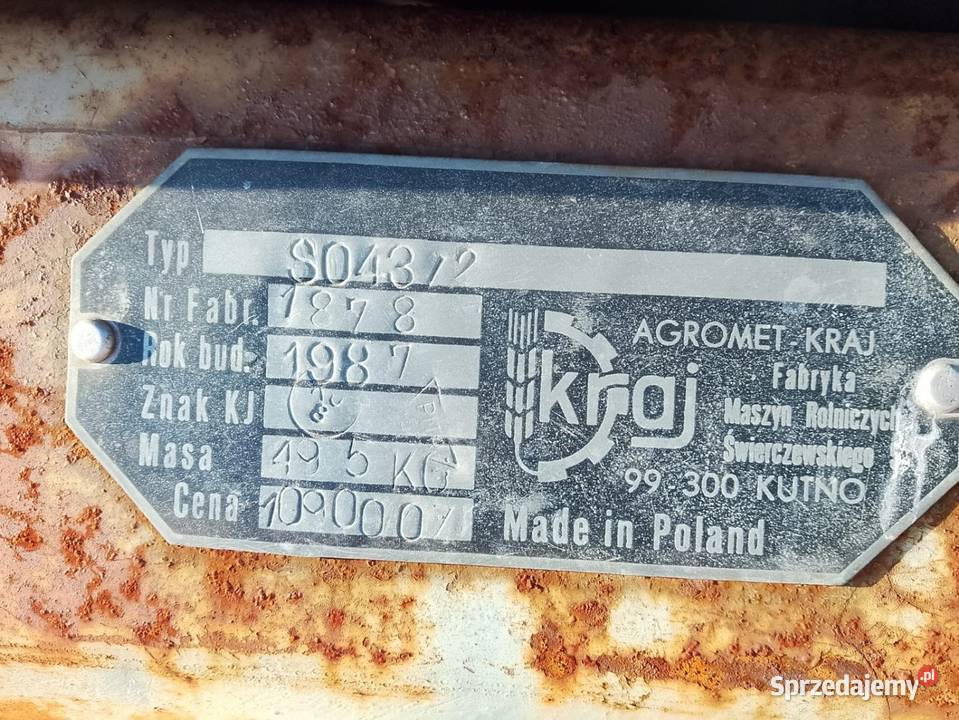 Typ S043/2
Nr Fabr. 1878
Rok bud. 1987
Znak KJ
Masa 495 KG
Cena 109000
kraj
AGROMET-KRAJ
Fabryka
Maszyn Rolniczych
Świerczewskiego
99-300 KUTNO
Made in Poland
Sprzedajemy.pl